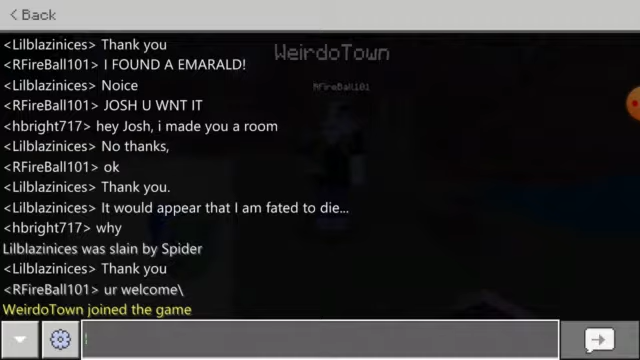 Back
<Lilblazinices> Thank you
WeirdoTown
<RFireBall101> I FOUND A EMARALD!
<Lilblazinices> Noice
RFireBall101
<RFireBall101> JOSH U WNT IT
<hbright717> hey Josh, i made you a room
<Lilblazinices> No thanks,
<RFireBall101> ok
<Lilblazinices> Thank you.
<Lilblazinices> It would appear that I am fated to die...
<hbright717> why
Lilblazinices was slain by Spider
<Lilblazinices> Thank you
<RFireBall101> ur welcome\
WeirdoTown joined the game